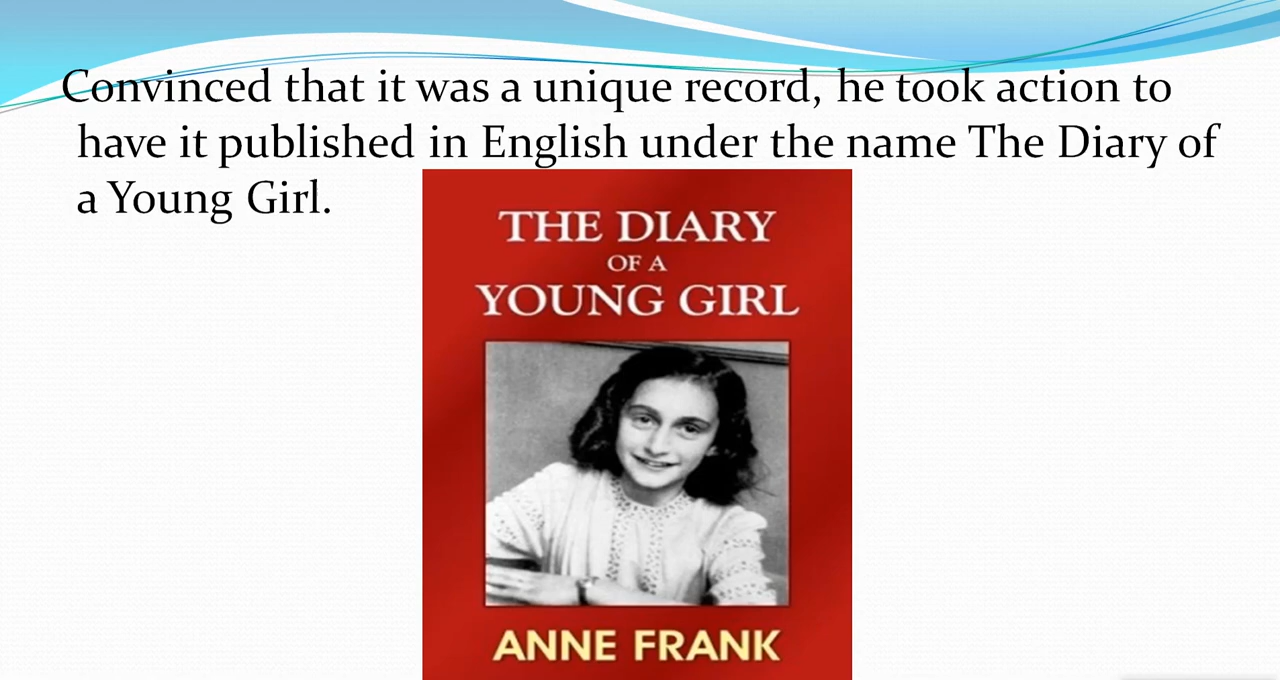 Convinced that it was a unique record, he took action to
have it published in English under the name The Diary of
a Young Girl.
THE DIARY
OF A
YOUNG GIRL
ANNE FRANK